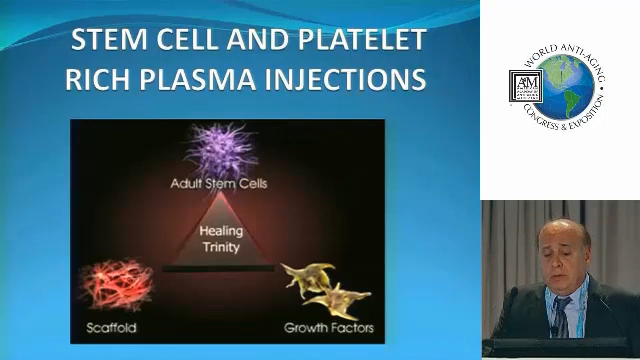 STEM CELL AND PLATELET
RICH PLASMA INJECTIONS
Adult Stem Cells
Healing
Trinity
Scaffold
Growth Factors
WORLD ANTI-AGING
CONGRESS & EXPOSITION